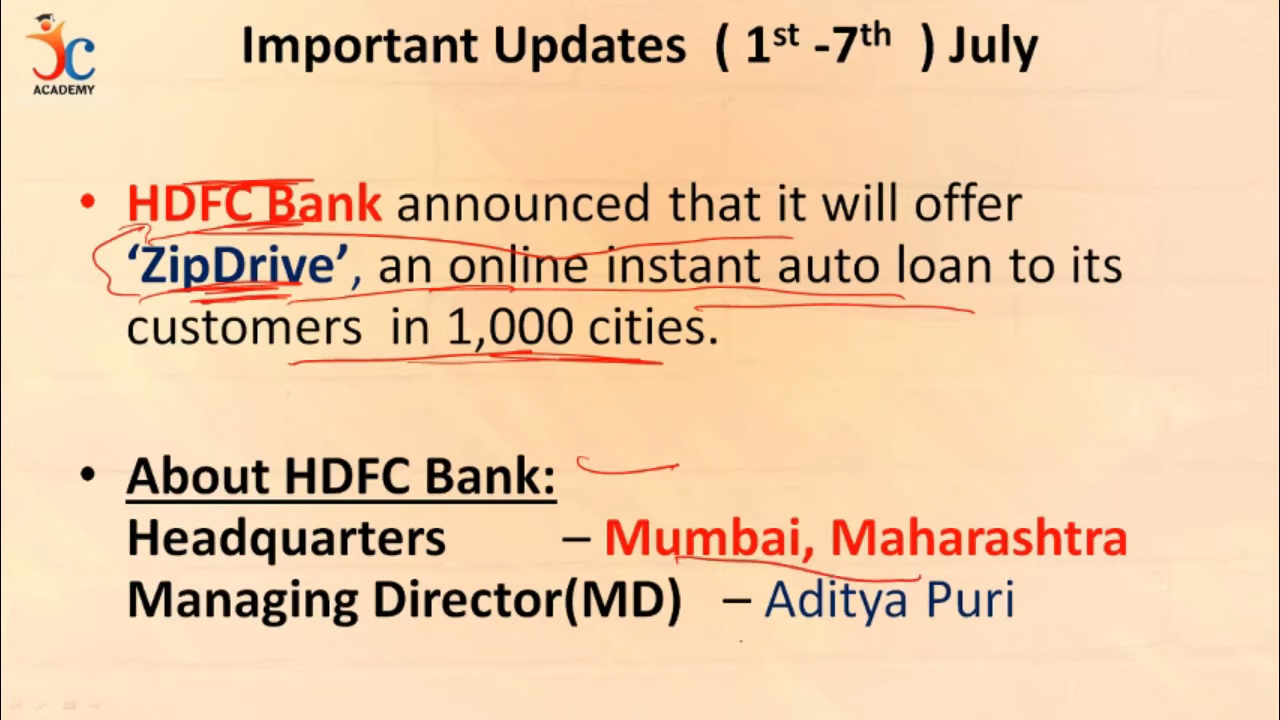 JC
ACADEMY
Important Updates ( 1st -7th ) July
• HDFC Bank announced that it will offer
‘ZipDrive’, an online instant auto loan to its
customers in 1,000 cities.
• About HDFC Bank:
Headquarters – Mumbai, Maharashtra
Managing Director(MD) – Aditya Puri